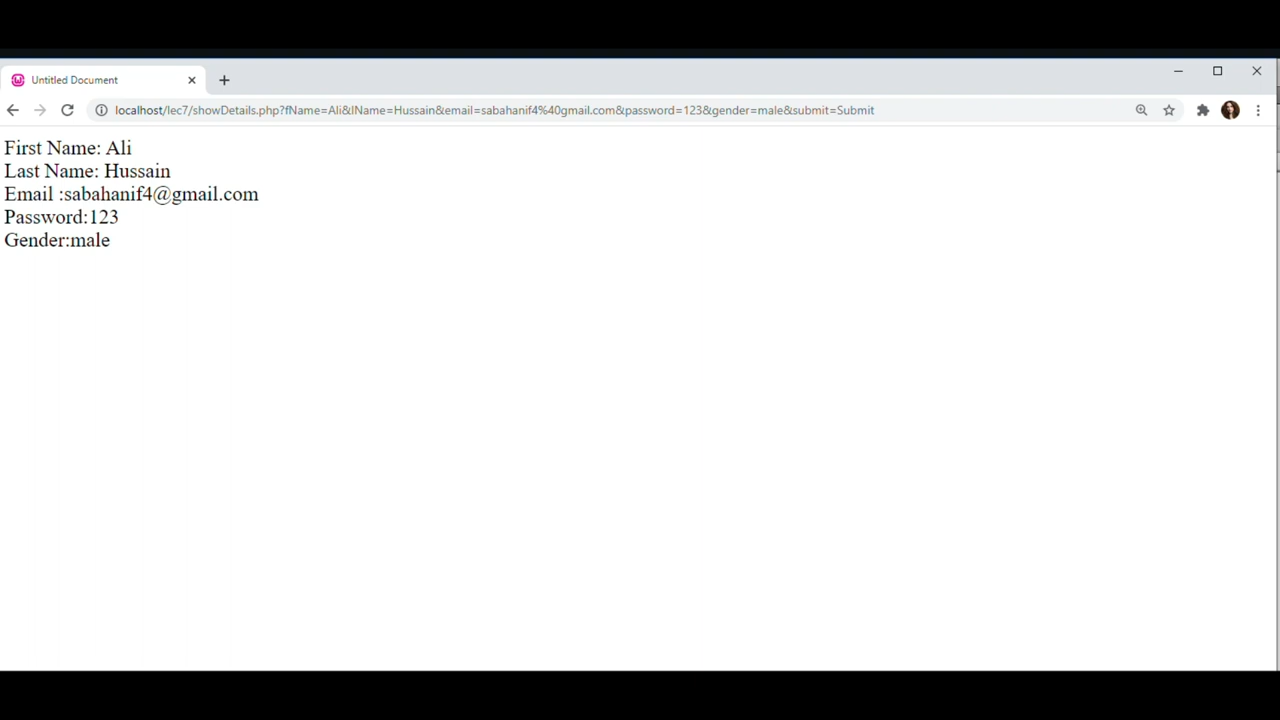 Untitled Document
localhost/lec7/showDetails.php?fName=Ali&lName=Hussain&email=sabahanif4%40gmail.com&password=123&gender=male&submit=Submit
First Name: Ali
Last Name: Hussain
Email :sabahanif4@gmail.com
Password:123
Gender:male